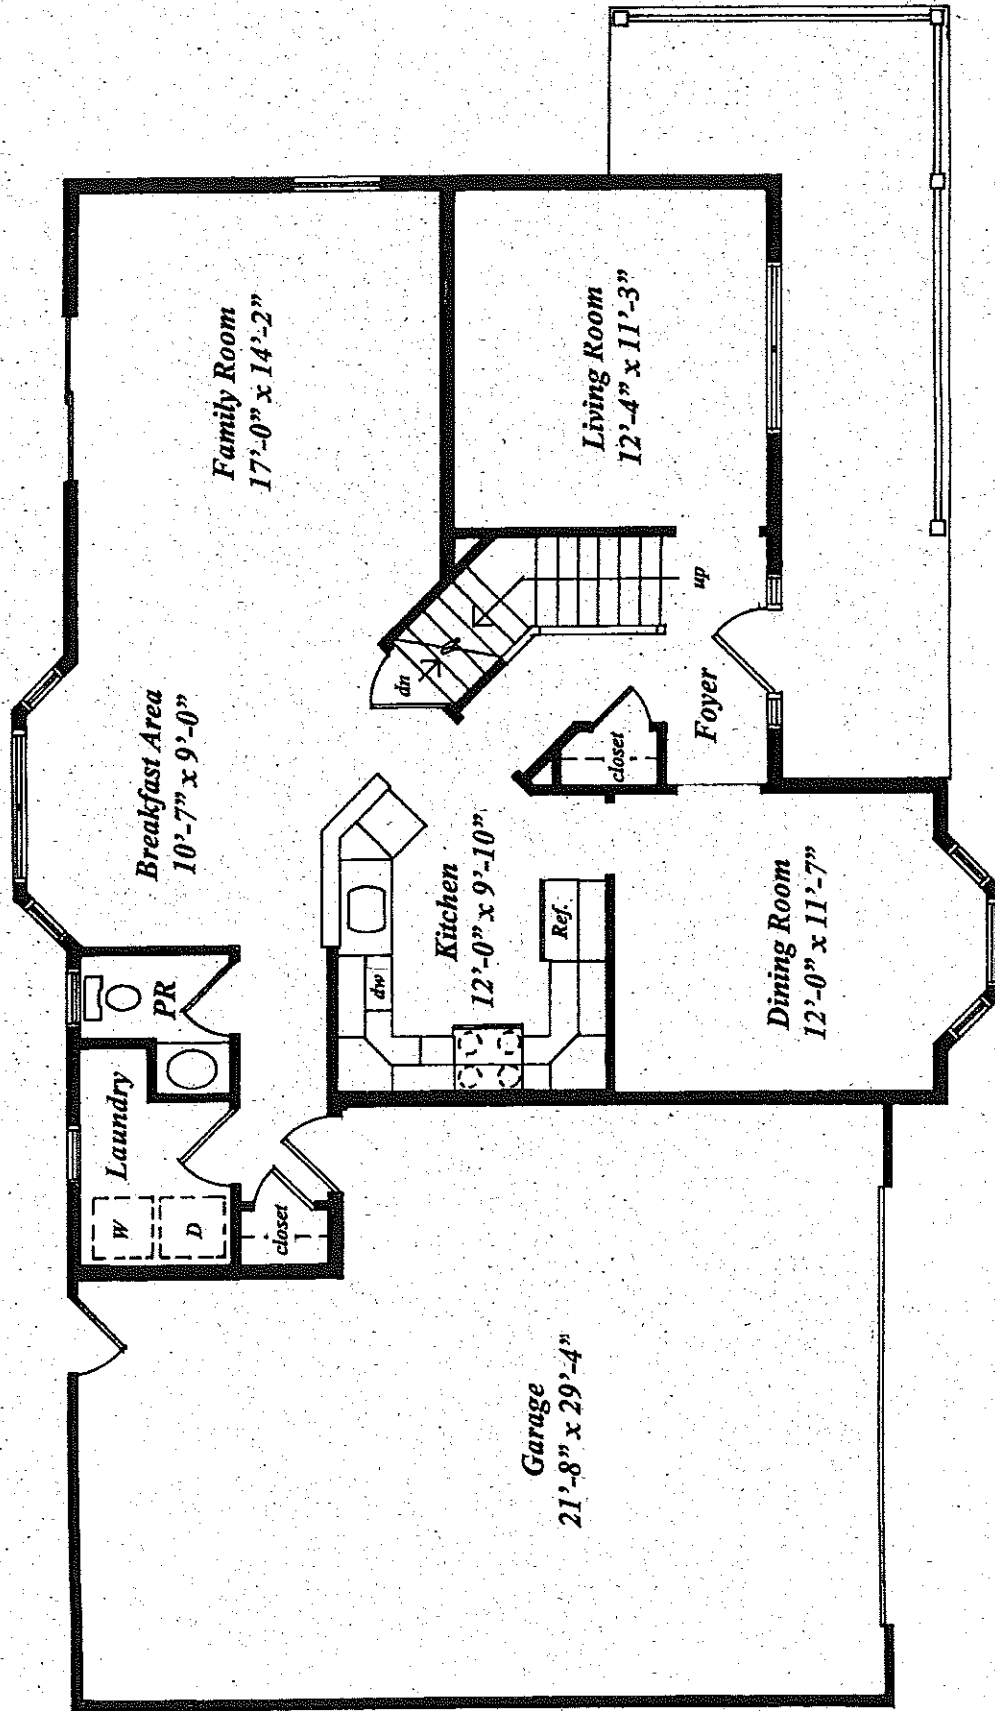 Family Room
17'-0" x 14'-2"
Living Room
12'-4" x 11'-3"
up
dn
Breakfast Area
10'-7" x 9'-0"
Foyer
closet
Kitchen
12'-0" x 9'-10"
Ref.
dw
Dining Room
12'-0" x 11'-7"
PR
Laundry
W
D
closet
Garage
21'-8" x 29'-4"